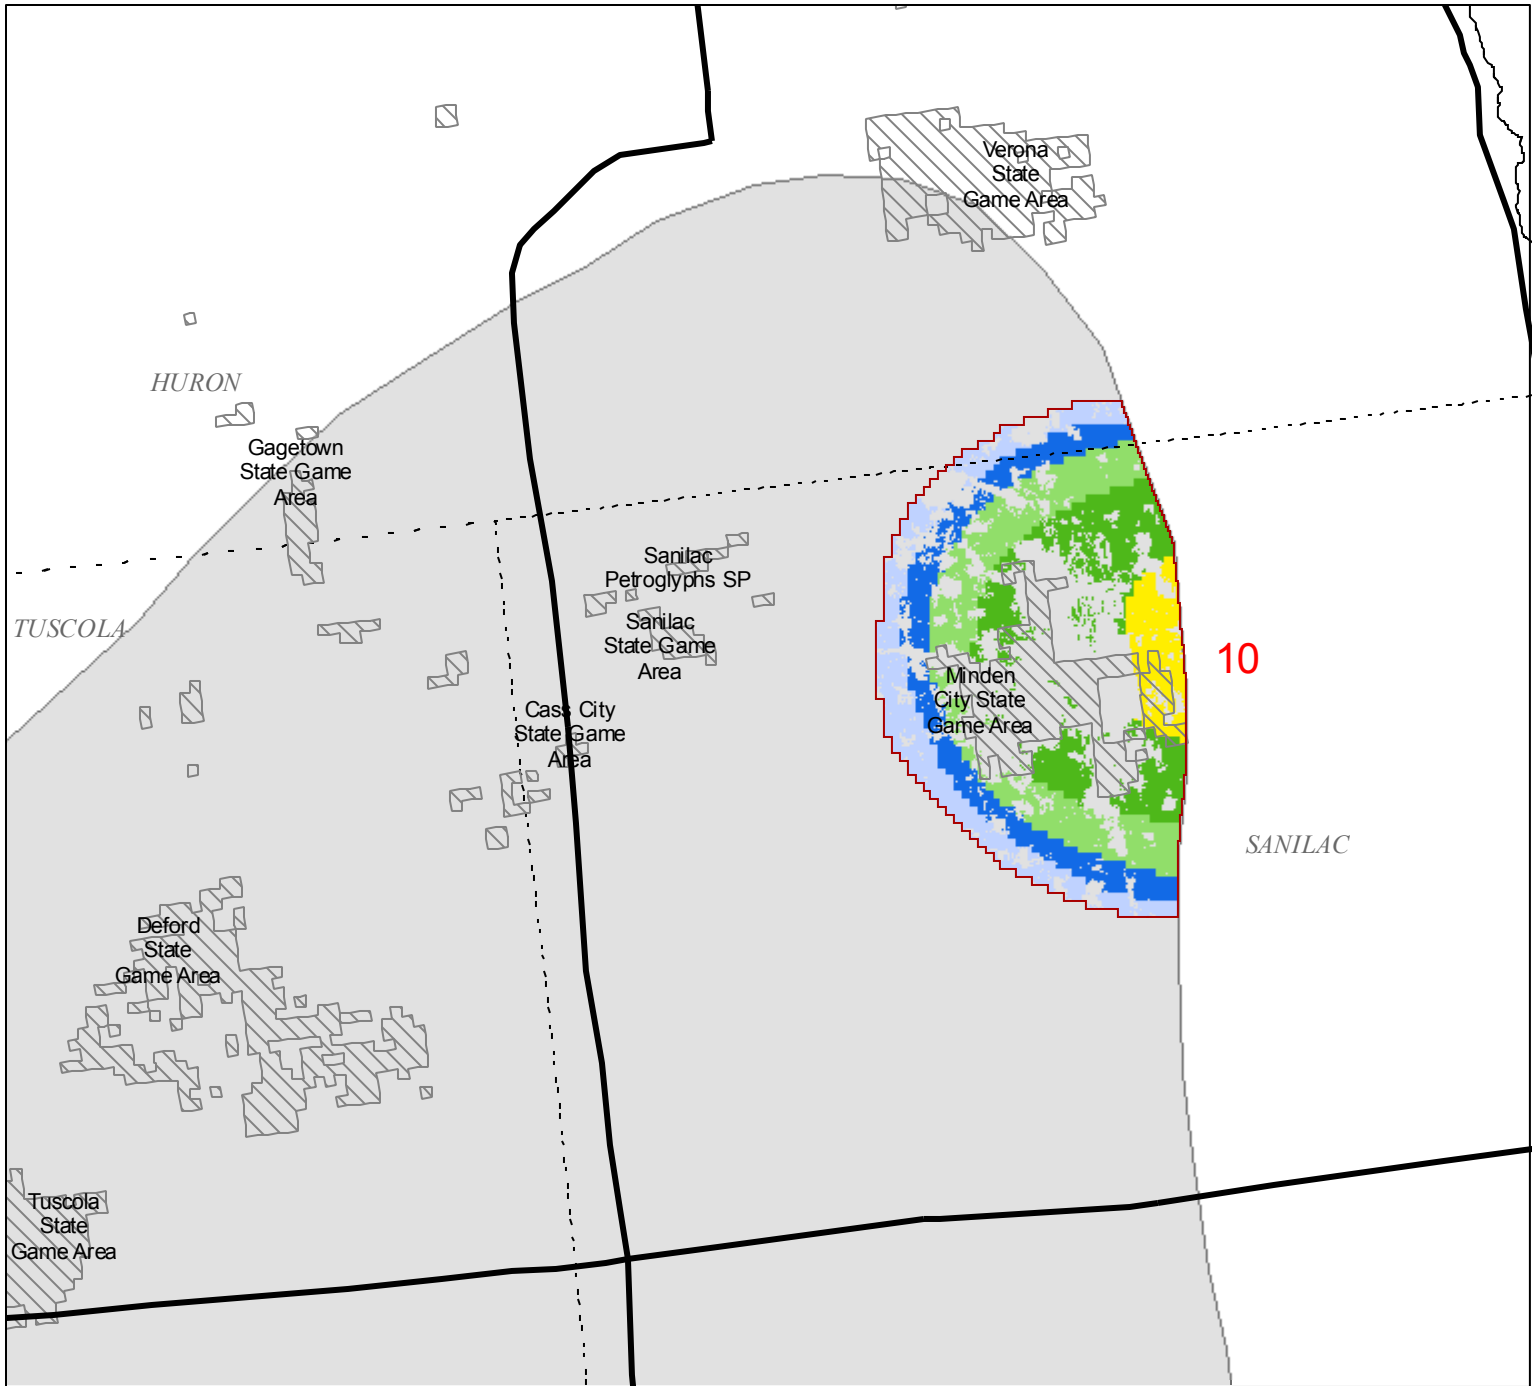 Verona
State
Game Area
HURON
Gagetown
State Game
Area
Sanilac
Petroglyphs SP
TUSCOLA
Sanilac
State Game
Area
10
Minden
City State
Game Area
Cass City
State Game
Area
SANILAC
Deford
State
Game Area
Tuscola
State
Game Area